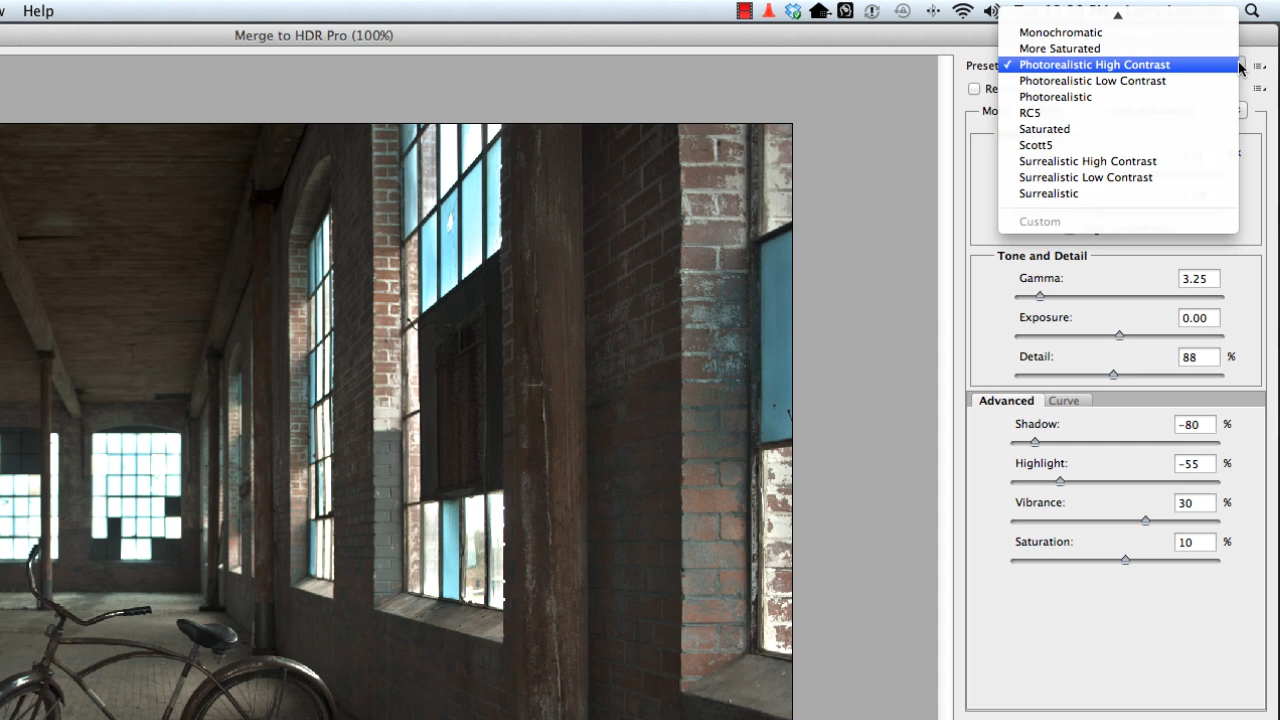 Help
Merge to HDR Pro (100%)
Preset
Monochromatic
More Saturated
✓ Photorealistic High Contrast
Photorealistic Low Contrast
Photorealistic
RC5
Saturated
Scott5
Surrealistic High Contrast
Surrealistic Low Contrast
Surrealistic
Custom
Re
Mo
Tone and Detail
Gamma: 3.25
Exposure: 0.00
Detail: 88 %
Advanced Curve
Shadow: -80 %
Highlight: -55 %
Vibrance: 30 %
Saturation: 10 %